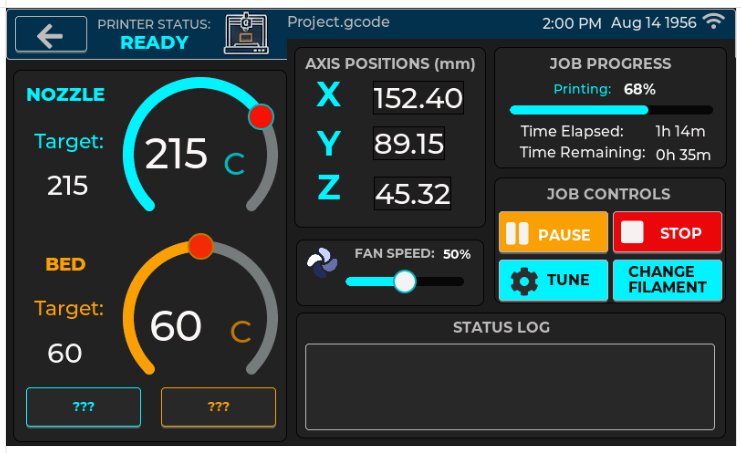 PRINTER STATUS:
READY
Project.gcode
2:00 PM Aug 14 1956
NOZZLE
Target:
215
215 C
BED
Target:
60
60 C
???
???
AXIS POSITIONS (mm)
X 152.40
Y 89.15
Z 45.32
FAN SPEED: 50%
JOB PROGRESS
Printing: 68%
Time Elapsed: 1h 14m
Time Remaining: 0h 35m
JOB CONTROLS
PAUSE
STOP
TUNE
CHANGE
FILAMENT
STATUS LOG